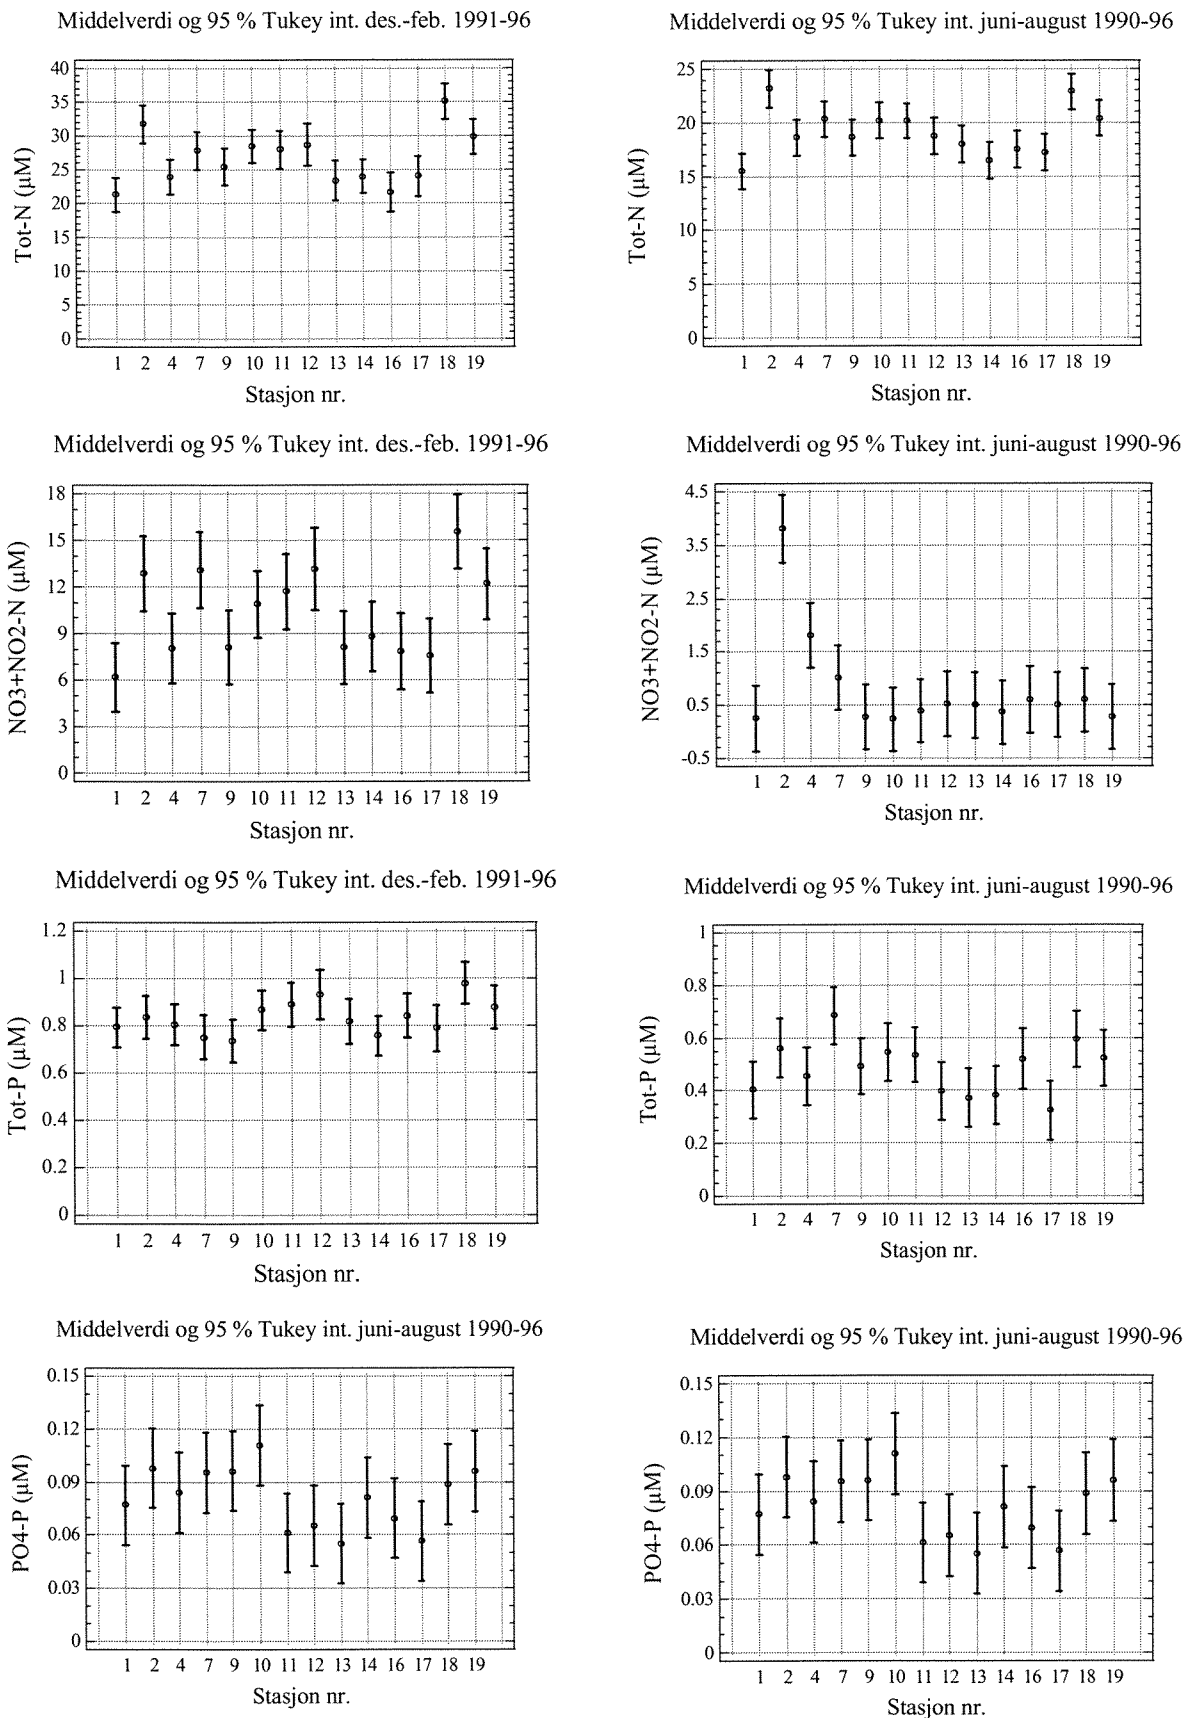 Middelverdi og 95 % Tukey int. des.-feb. 1991-96
Tot-N (µM)
40
35
30
25
20
15
10
5
0
1 2 4 7 9 10 11 12 13 14 16 17 18 19
Stasjon nr.
Middelverdi og 95 % Tukey int. juni-august 1990-96
Tot-N (µM)
25
20
15
10
5
0
1 2 4 7 9 10 11 12 13 14 16 17 18 19
Stasjon nr.
Middelverdi og 95 % Tukey int. des.-feb. 1991-96
NO3+NO2-N (µM)
18
15
12
9
6
3
0
1 2 4 7 9 10 11 12 13 14 16 17 18 19
Stasjon nr.
Middelverdi og 95 % Tukey int. juni-august 1990-96
NO3+NO2-N (µM)
4.5
3.5
2.5
1.5
0.5
-0.5
1 2 4 7 9 10 11 12 13 14 16 17 18 19
Stasjon nr.
Middelverdi og 95 % Tukey int. des.-feb. 1991-96
Tot-P (µM)
1.2
1
0.8
0.6
0.4
0.2
0
1 2 4 7 9 10 11 12 13 14 16 17 18 19
Stasjon nr.
Middelverdi og 95 % Tukey int. juni-august 1990-96
Tot-P (µM)
1
0.8
0.6
0.4
0.2
0
1 2 4 7 9 10 11 12 13 14 16 17 18 19
Stasjon nr.
Middelverdi og 95 % Tukey int. juni-august 1990-96
PO4-P (µM)
0.15
0.12
0.09
0.06
0.03
0
1 2 4 7 9 10 11 12 13 14 16 17 18 19
Stasjon nr.
Middelverdi og 95 % Tukey int. juni-august 1990-96
PO4-P (µM)
0.15
0.12
0.09
0.06
0.03
0
1 2 4 7 9 10 11 12 13 14 16 17 18 19
Stasjon nr.